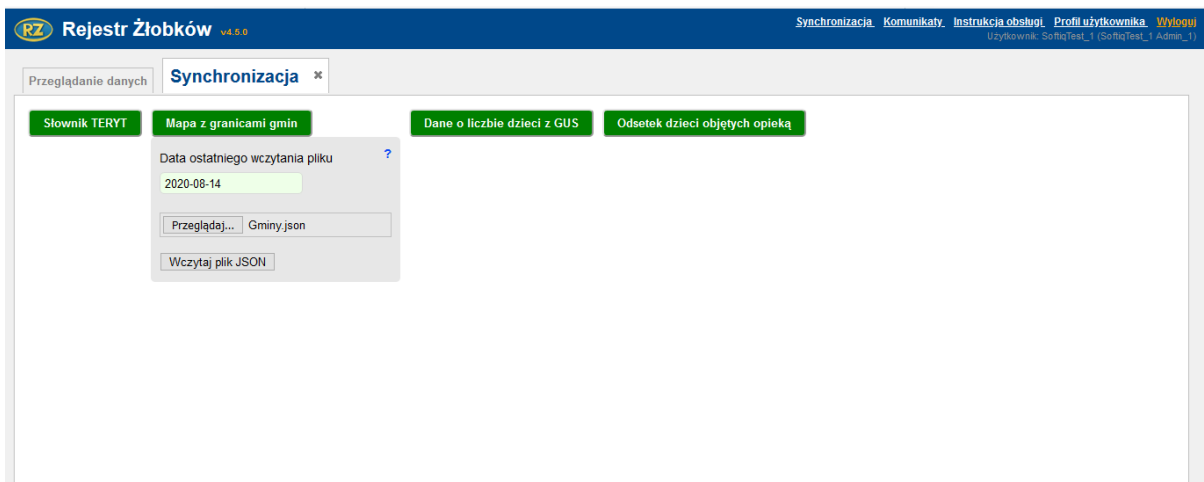 RZ Rejestr Żłobków v4.5.0
Synchronizacja Komunikaty Instrukcja obsługi Profil użytkownika Wyloguj
Użytkownik: SoftiqTest_1 (SoftiqTest_1 Admin_1)
Przeglądanie danych Synchronizacja ×
Słownik TERYT Mapa z granicami gmin Dane o liczbie dzieci z GUS Odsetek dzieci objętych opieką
Data ostatniego wczytania pliku ?
2020-08-14
Przeglądaj... Gminy.json
Wczytaj plik JSON